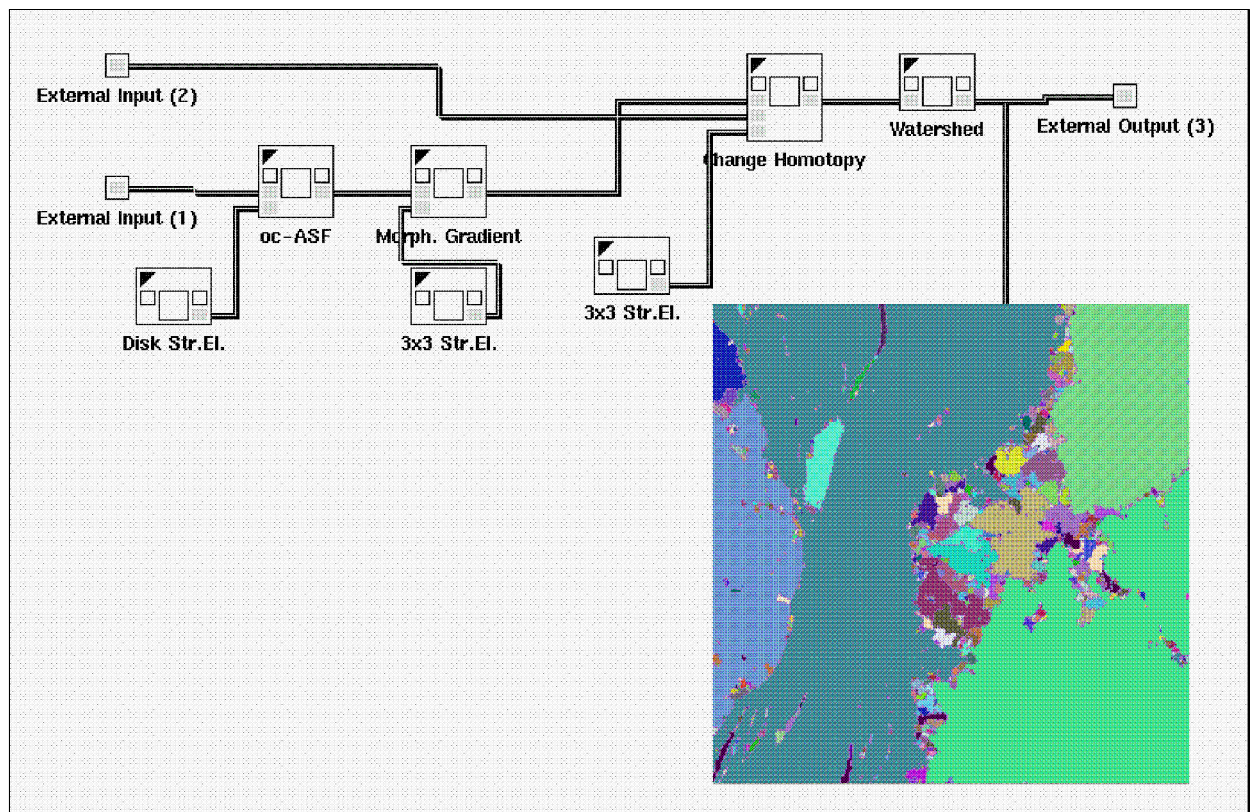 External Input (2)
Watershed
External Output (3)
Change Homotopy
External Input (1)
oc-ASF
Morph. Gradient
3x3 Str.El.
Disk Str.El.
3x3 Str.El.